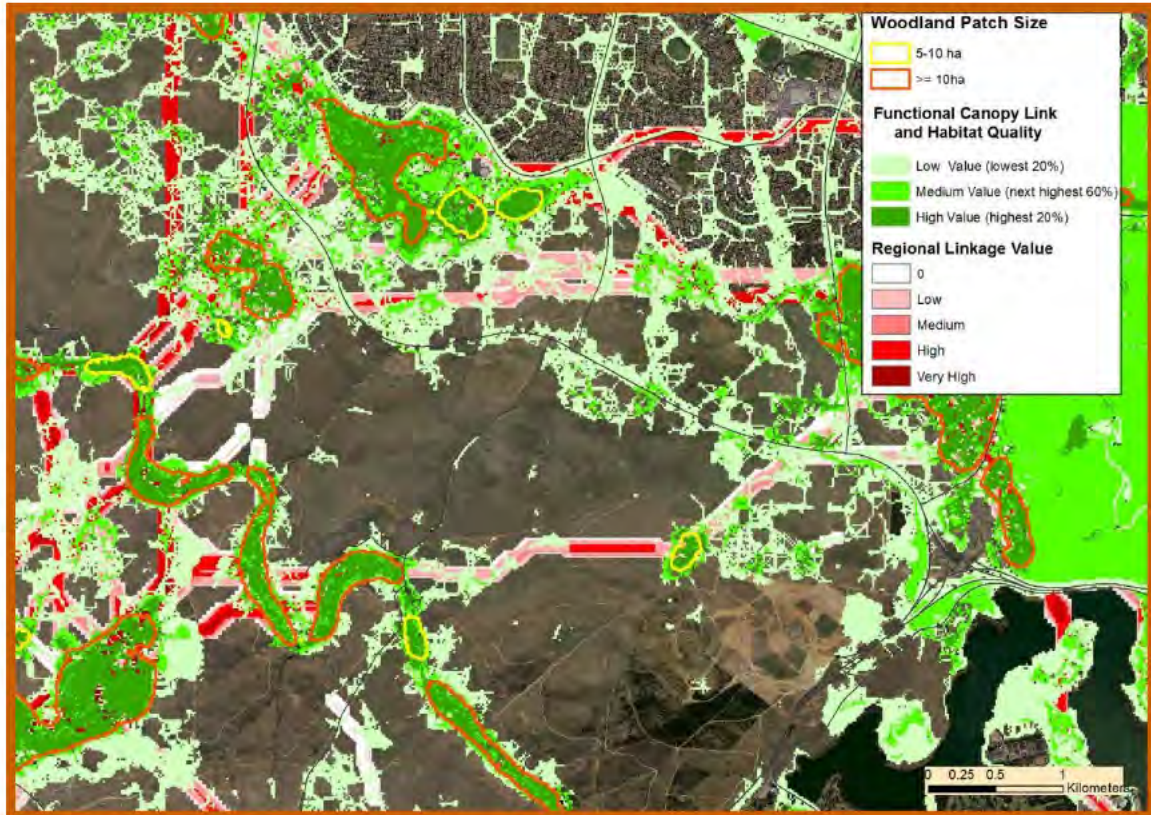 Woodland Patch Size
5-10 ha
>= 10ha
Functional Canopy Link
and Habitat Quality
Low Value (lowest 20%)
Medium Value (next highest 60%)
High Value (highest 20%)
Regional Linkage Value
0
Low
Medium
High
Very High
0 0.25 0.5 1
Kilometers